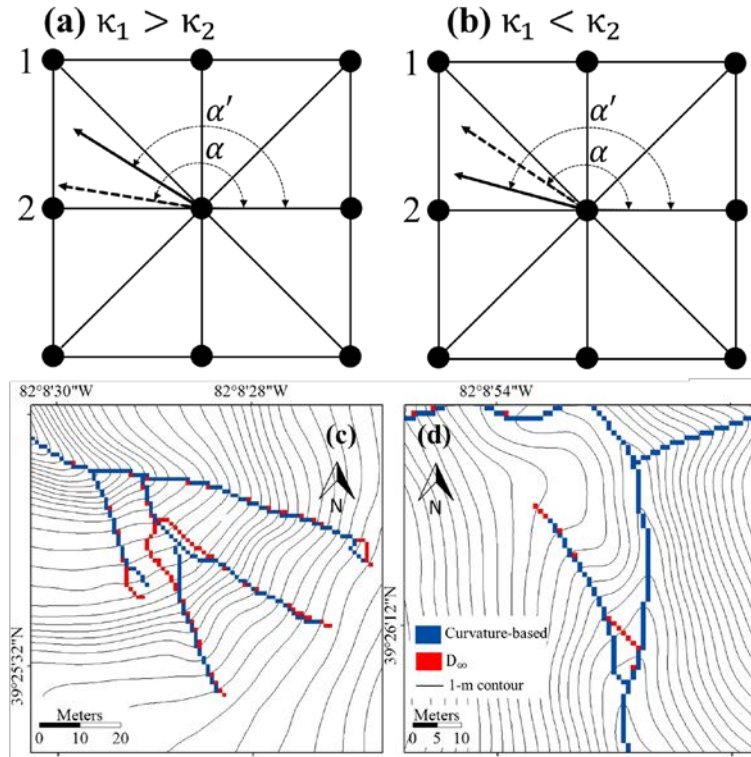 (a) κ₁ > κ₂
(b) κ₁ < κ₂
1
α′
α
2
1
α′
α
2
82°8'30"W
82°8'28"W
82°8'54"W
(c)
(d)
N
N
39°25'32"N
39°26'12"N
Curvature-based
D∞
1-m contour
Meters
0 10 20
Meters
0 5 10